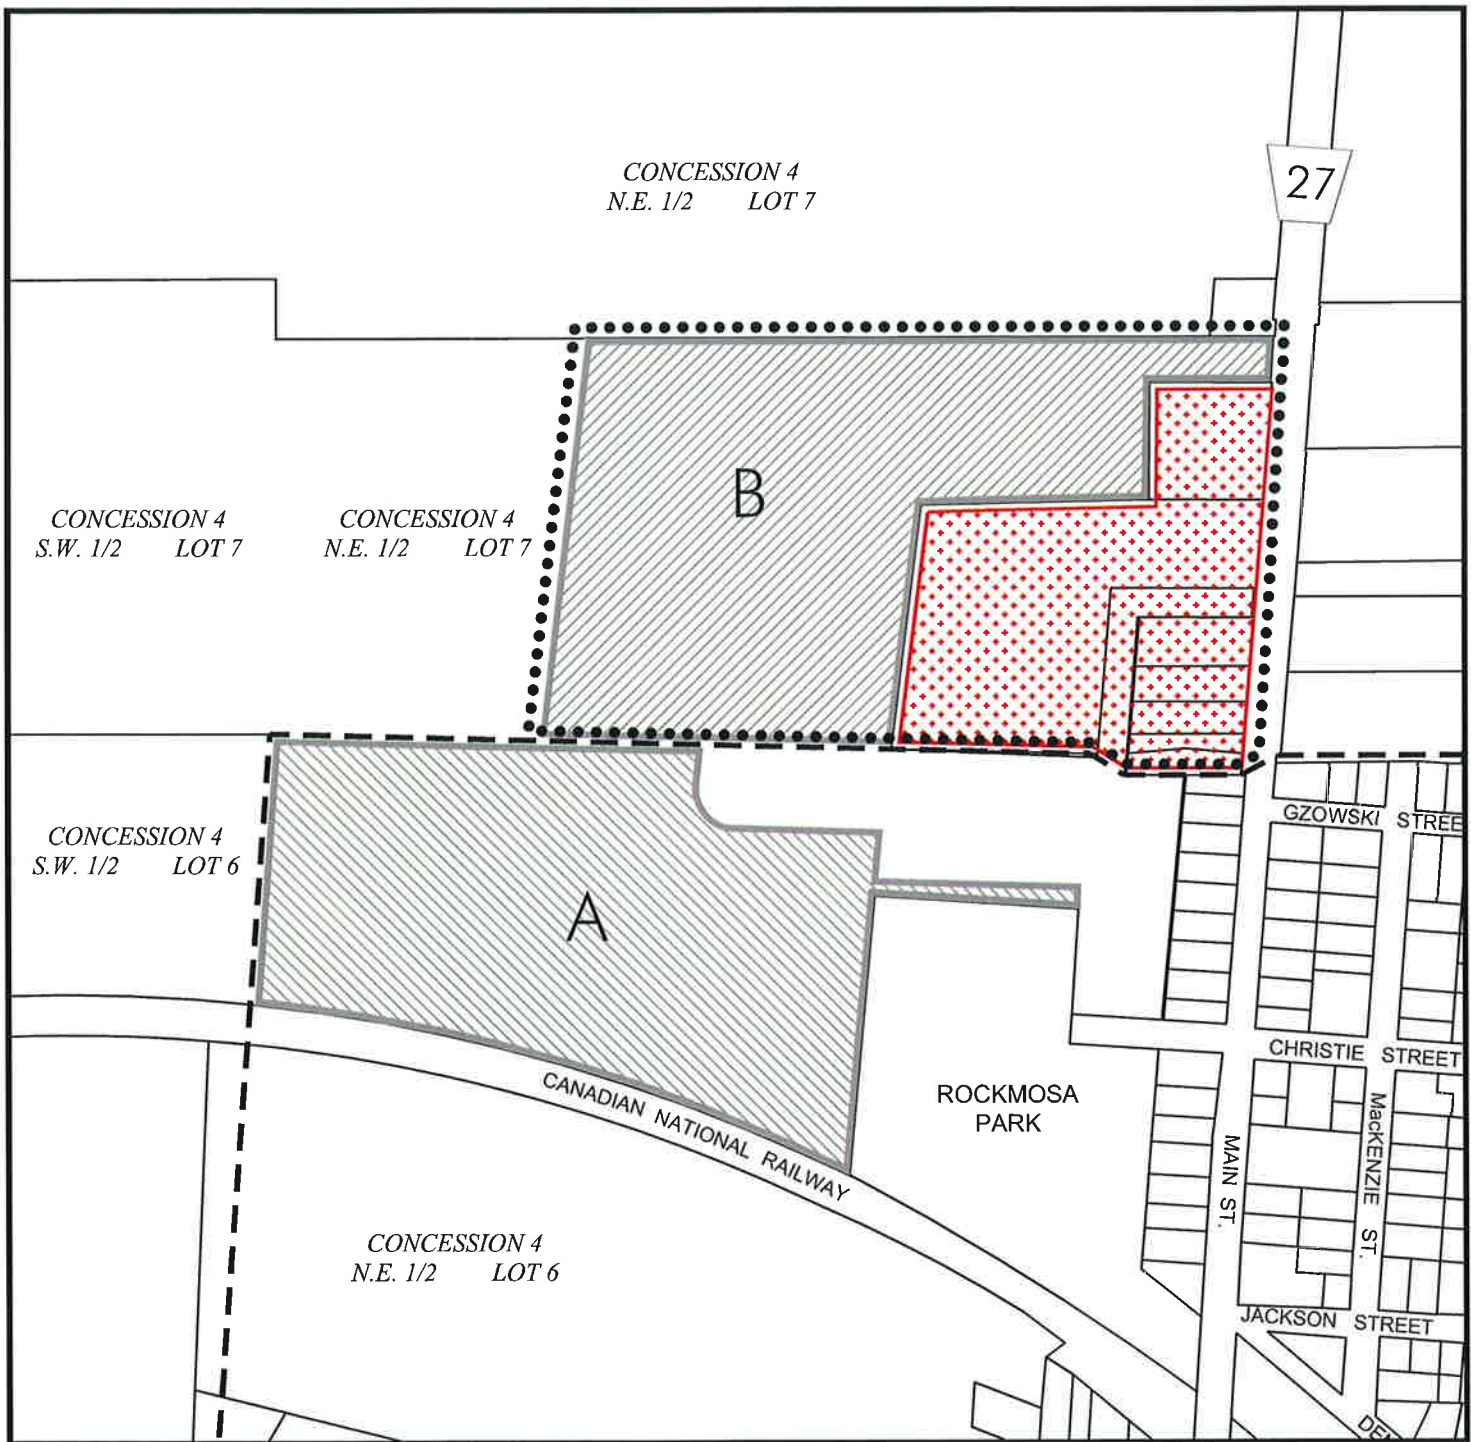 CONCESSION 4
N.E. 1/2 LOT 7
27
B
CONCESSION 4
S.W. 1/2 LOT 7
CONCESSION 4
N.E. 1/2 LOT 7
GZOWSKI STREE
CONCESSION 4
S.W. 1/2 LOT 6
A
CHRISTIE STREET
CANADIAN NATIONAL RAILWAY
ROCKMOSA
PARK
MacKENZIE ST.
MAIN ST.
CONCESSION 4
N.E. 1/2 LOT 6
JACKSON STREET
DEN